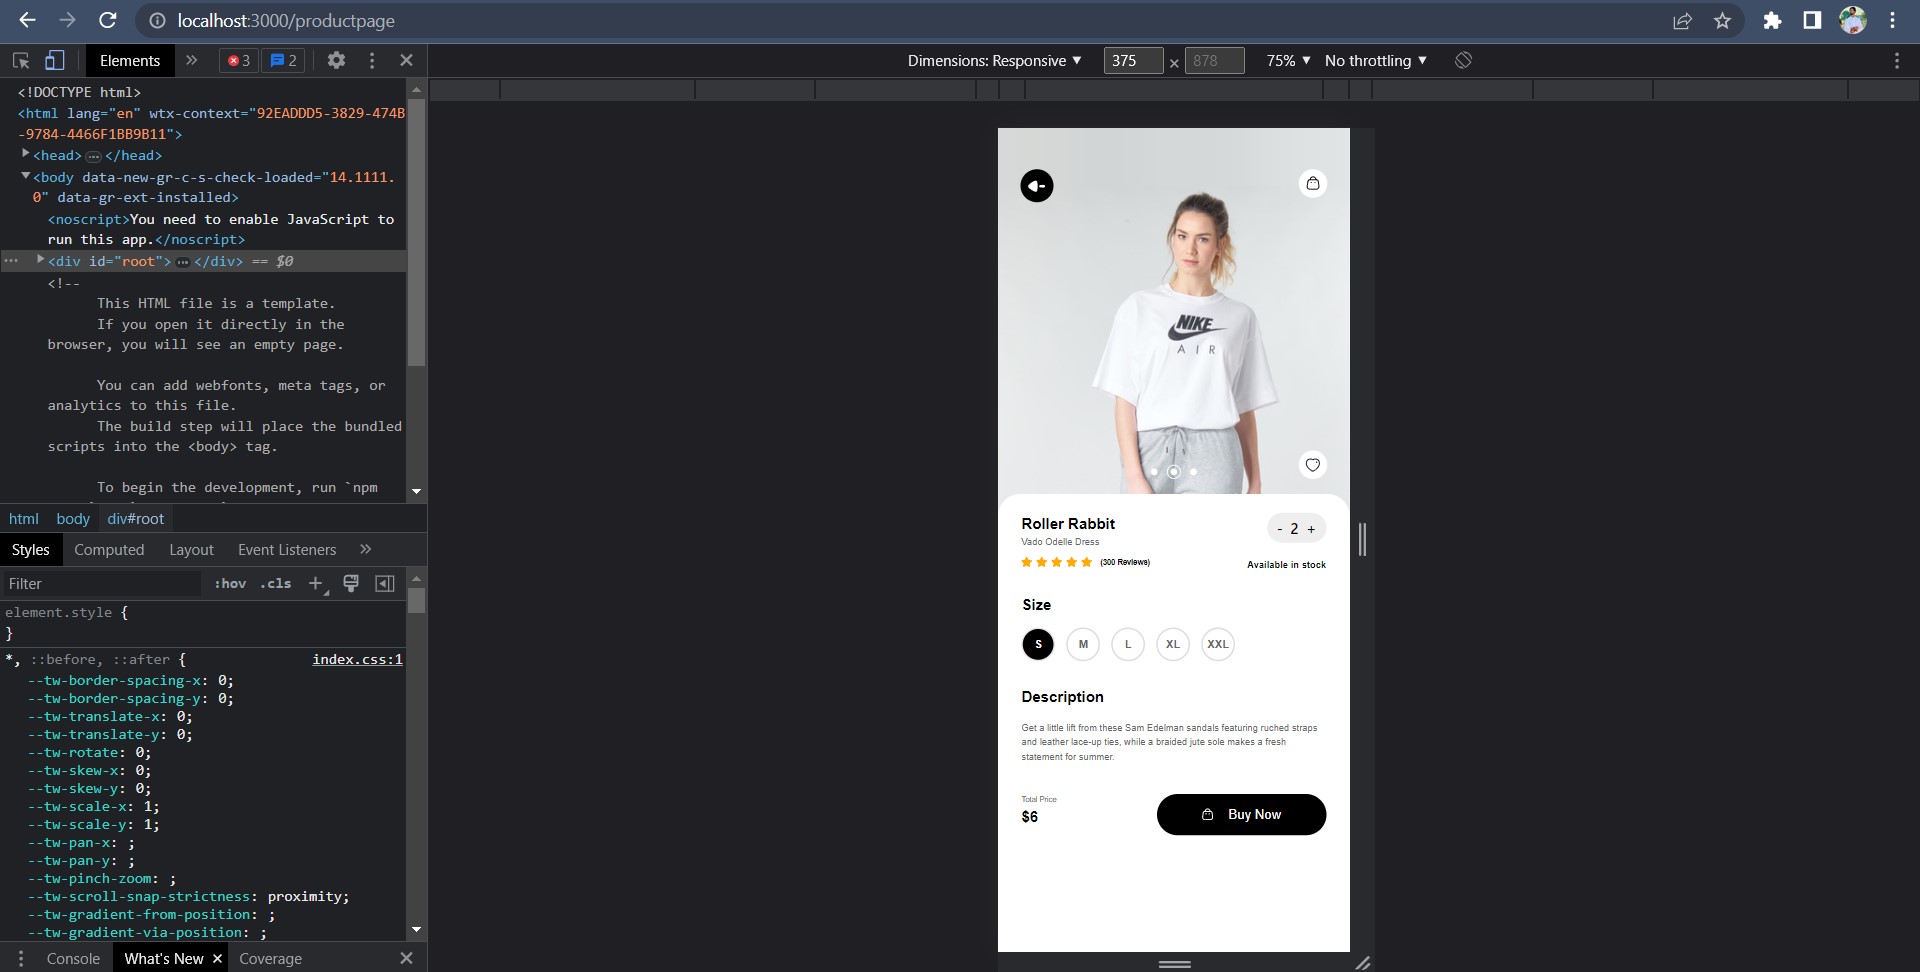 localhost:3000/productpage
Elements
3
2
Dimensions: Responsive
375
×
878
75%
No throttling
<!DOCTYPE html>
<html lang="en" wtx-context="92EADDD5-3829-474B
-9784-4466F1BB9B11">
<head> … </head>
<body data-new-gr-c-s-check-loaded="14.1111.
0" data-gr-ext-installed>
<noscript>You need to enable JavaScript to
run this app.</noscript>
<div id="root"> … </div> == $0
<!--
This HTML file is a template.
If you open it directly in the
browser, you will see an empty page.
You can add webfonts, meta tags, or
analytics to this file.
The build step will place the bundled
scripts into the <body> tag.
To begin the development, run `npm
html
body
div#root
Styles
Computed
Layout
Event Listeners
Filter
:hov
.cls
element.style {
}
*, ::before, ::after {
index.css:1
--tw-border-spacing-x: 0;
--tw-border-spacing-y: 0;
--tw-translate-x: 0;
--tw-translate-y: 0;
--tw-rotate: 0;
--tw-skew-x: 0;
--tw-skew-y: 0;
--tw-scale-x: 1;
--tw-scale-y: 1;
--tw-pan-x: ;
--tw-pan-y: ;
--tw-pinch-zoom: ;
--tw-scroll-snap-strictness: proximity;
--tw-gradient-from-position: ;
--tw-gradient-via-position: ;
Console
What's New
Coverage
NIKE
AIR
Roller Rabbit
- 2 +
Vado Odelle Dress
(300 Reviews)
Available in stock
Size
S
M
L
XL
XXL
Description
Get a little lift from these Sam Edelman sandals featuring ruched straps
and leather lace-up ties, while a braided jute sole makes a fresh
statement for summer.
Total Price
$6
Buy Now